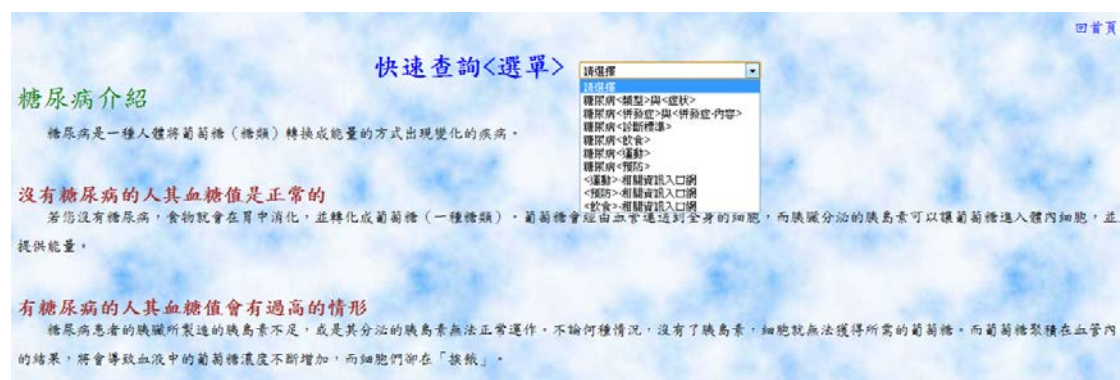 回首頁
快速查詢<選單>
請選擇
請選擇
糖尿病<類型>與<症狀>
糖尿病<併發症>與<併發症-內容>
糖尿病<診斷標準>
糖尿病<飲食>
糖尿病<運動>
糖尿病<預防>
<運動>-相關資訊入口網
<預防>-相關資訊入口網
<飲食>-相關資訊入口網
糖尿病介紹
糖尿病是一種人體將葡萄糖（糖類）轉換成能量的方式出現變化的疾病。
沒有糖尿病的人其血糖值是正常的
若您沒有糖尿病，食物就會在胃中消化，並轉化成葡萄糖（一種糖類）。葡萄糖會經由血管運送到全身的細胞，而胰臟分泌的胰島素可以讓葡萄糖進入體內細胞，並
提供能量。
有糖尿病的人其血糖值會有過高的情形
糖尿病患者的胰臟所製造的胰島素不足，或是其分泌的胰島素無法正常運作。不論何種情況，沒有了胰島素，細胞就無法獲得所需的葡萄糖。而葡萄糖聚積在血管內
的結果，將會導致血液中的葡萄糖濃度不斷增加，而細胞們卻在「挨餓」。